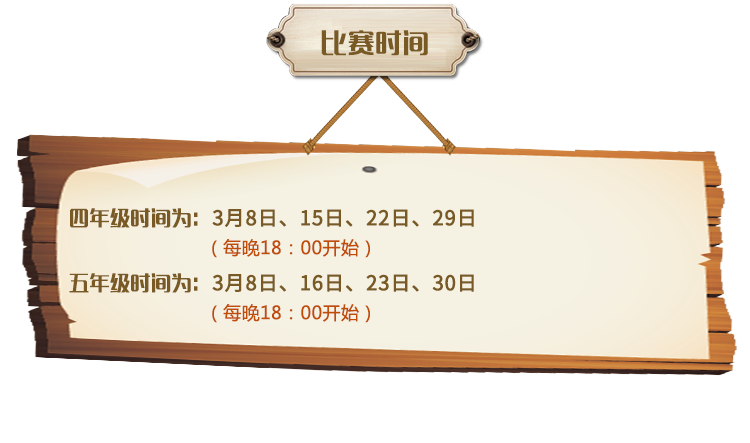 比赛时间
四年级时间为：3月8日、15日、22日、29日
（每晚18：00开始）
五年级时间为：3月8日、16日、23日、30日
（每晚18：00开始）